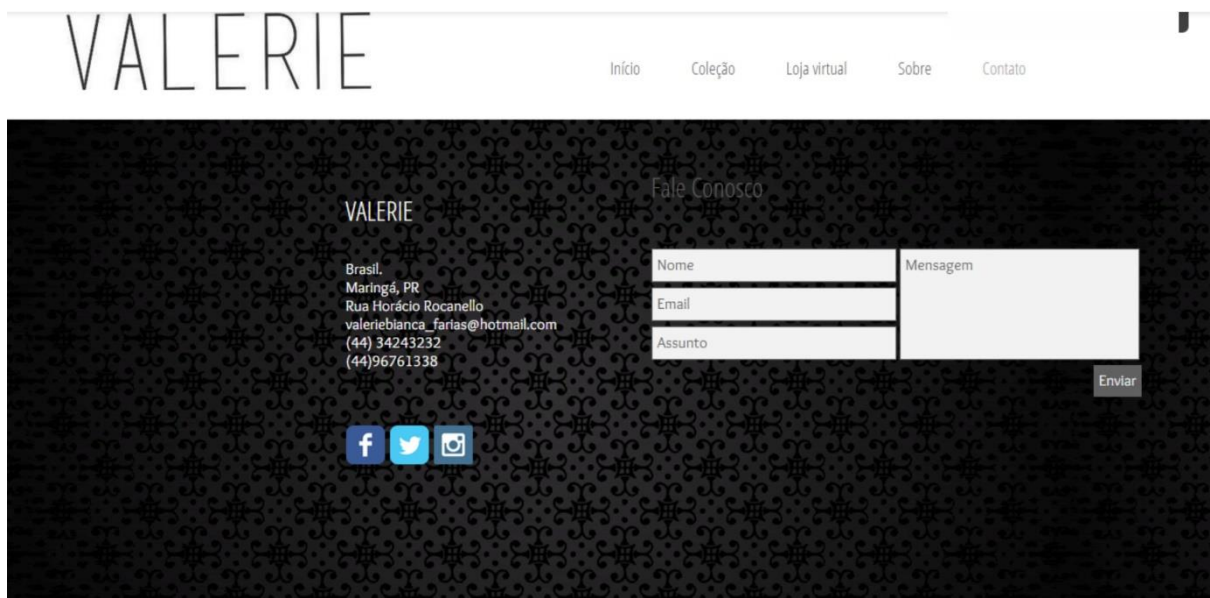 VALERIE
Início Coleção Loja virtual Sobre Contato
VALERIE
Brasil.
Maringá, PR
Rua Horácio Rocanello
valeriebianca_farias@hotmail.com
(44) 34243232
(44)96761338
Fale Conosco
Nome
Email
Assunto
Mensagem
Enviar